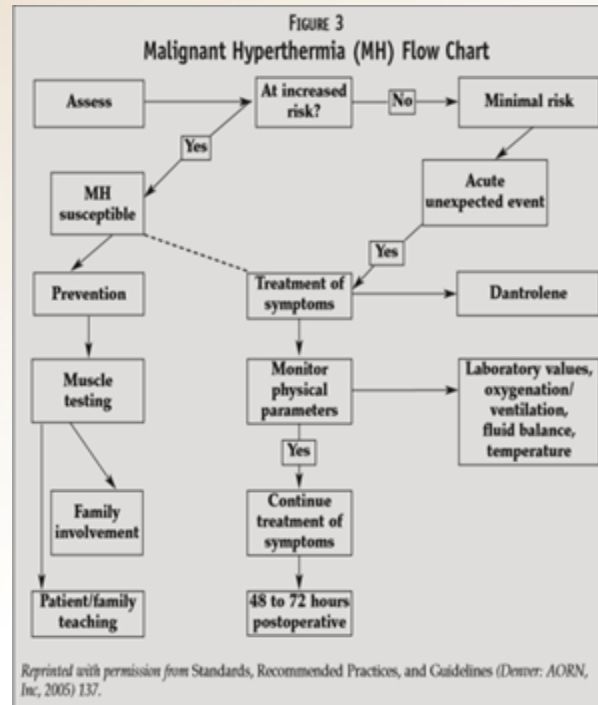 FIGURE 3
Malignant Hyperthermia (MH) Flow Chart
Assess
At increased
risk?
No
Minimal risk
Yes
MH
susceptible
Acute
unexpected event
Yes
Prevention
Treatment of
symptoms
Dantrolene
Muscle
testing
Monitor
physical
parameters
Laboratory values,
oxygenation/
ventilation,
fluid balance,
temperature
Yes
Family
involvement
Continue
treatment of
symptoms
Patient/family
teaching
48 to 72 hours
postoperative
Reprinted with permission from Standards, Recommended Practices, and Guidelines (Denver: AORN,
Inc, 2005) 137.